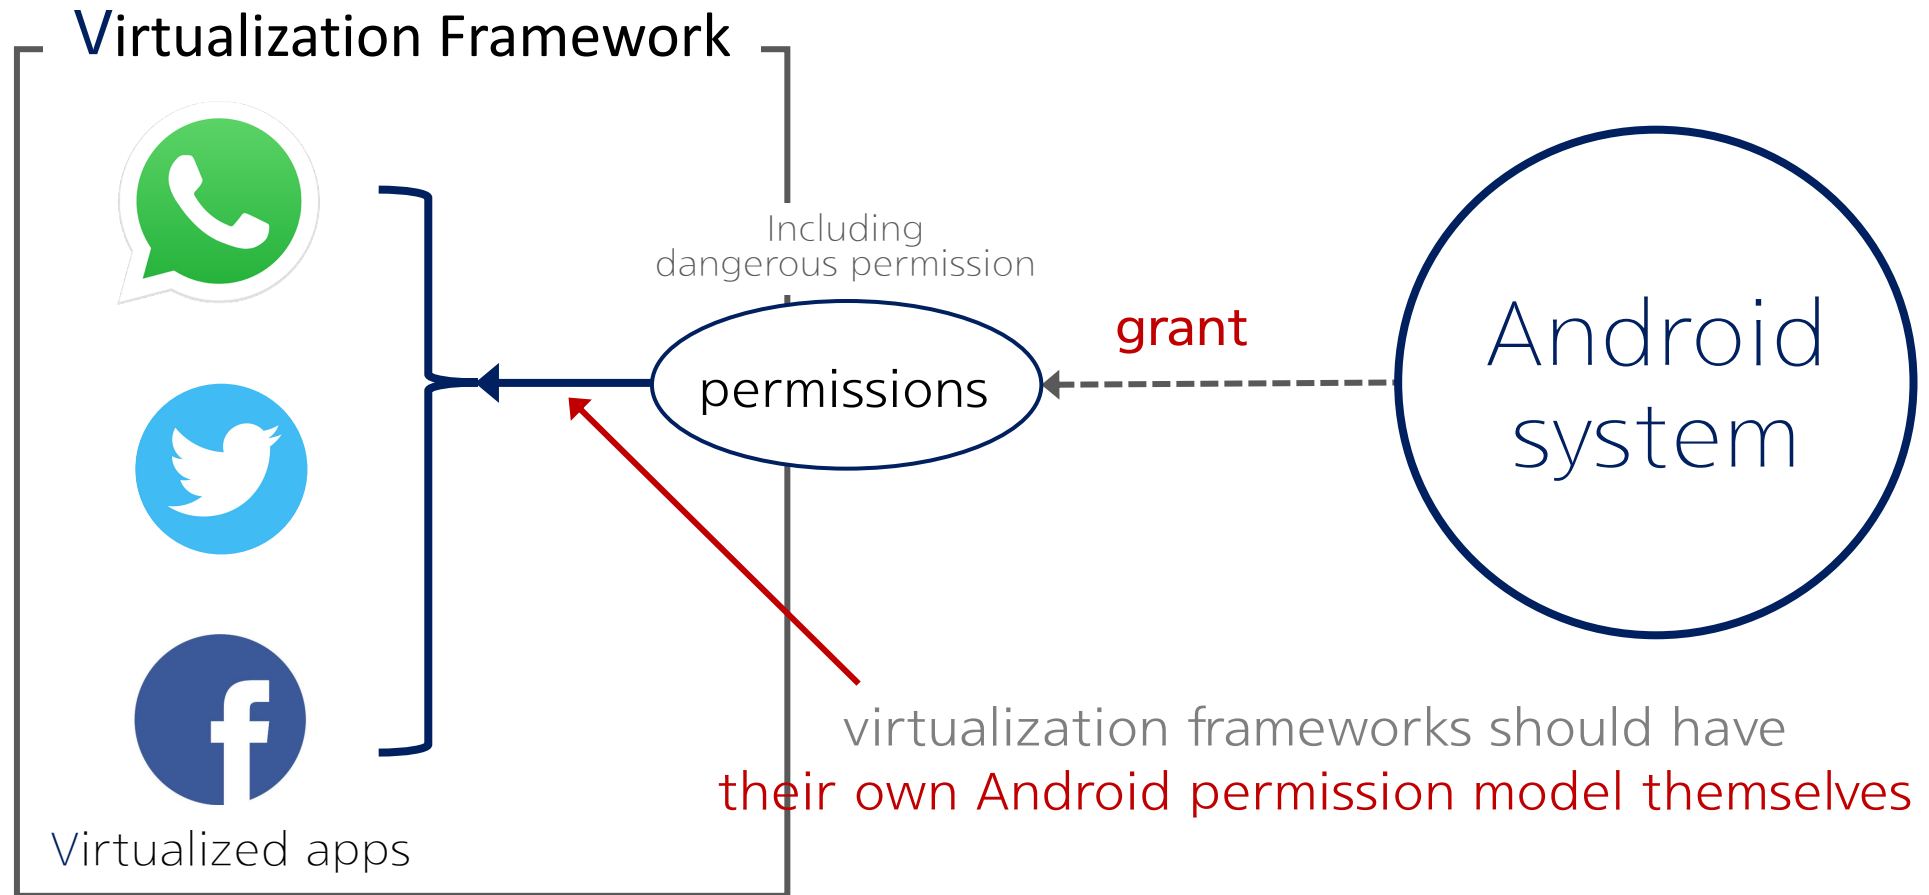 Virtualization Framework
Including
dangerous permission
grant
permissions
Android
system
virtualization frameworks should have
their own Android permission model themselves
Virtualized apps